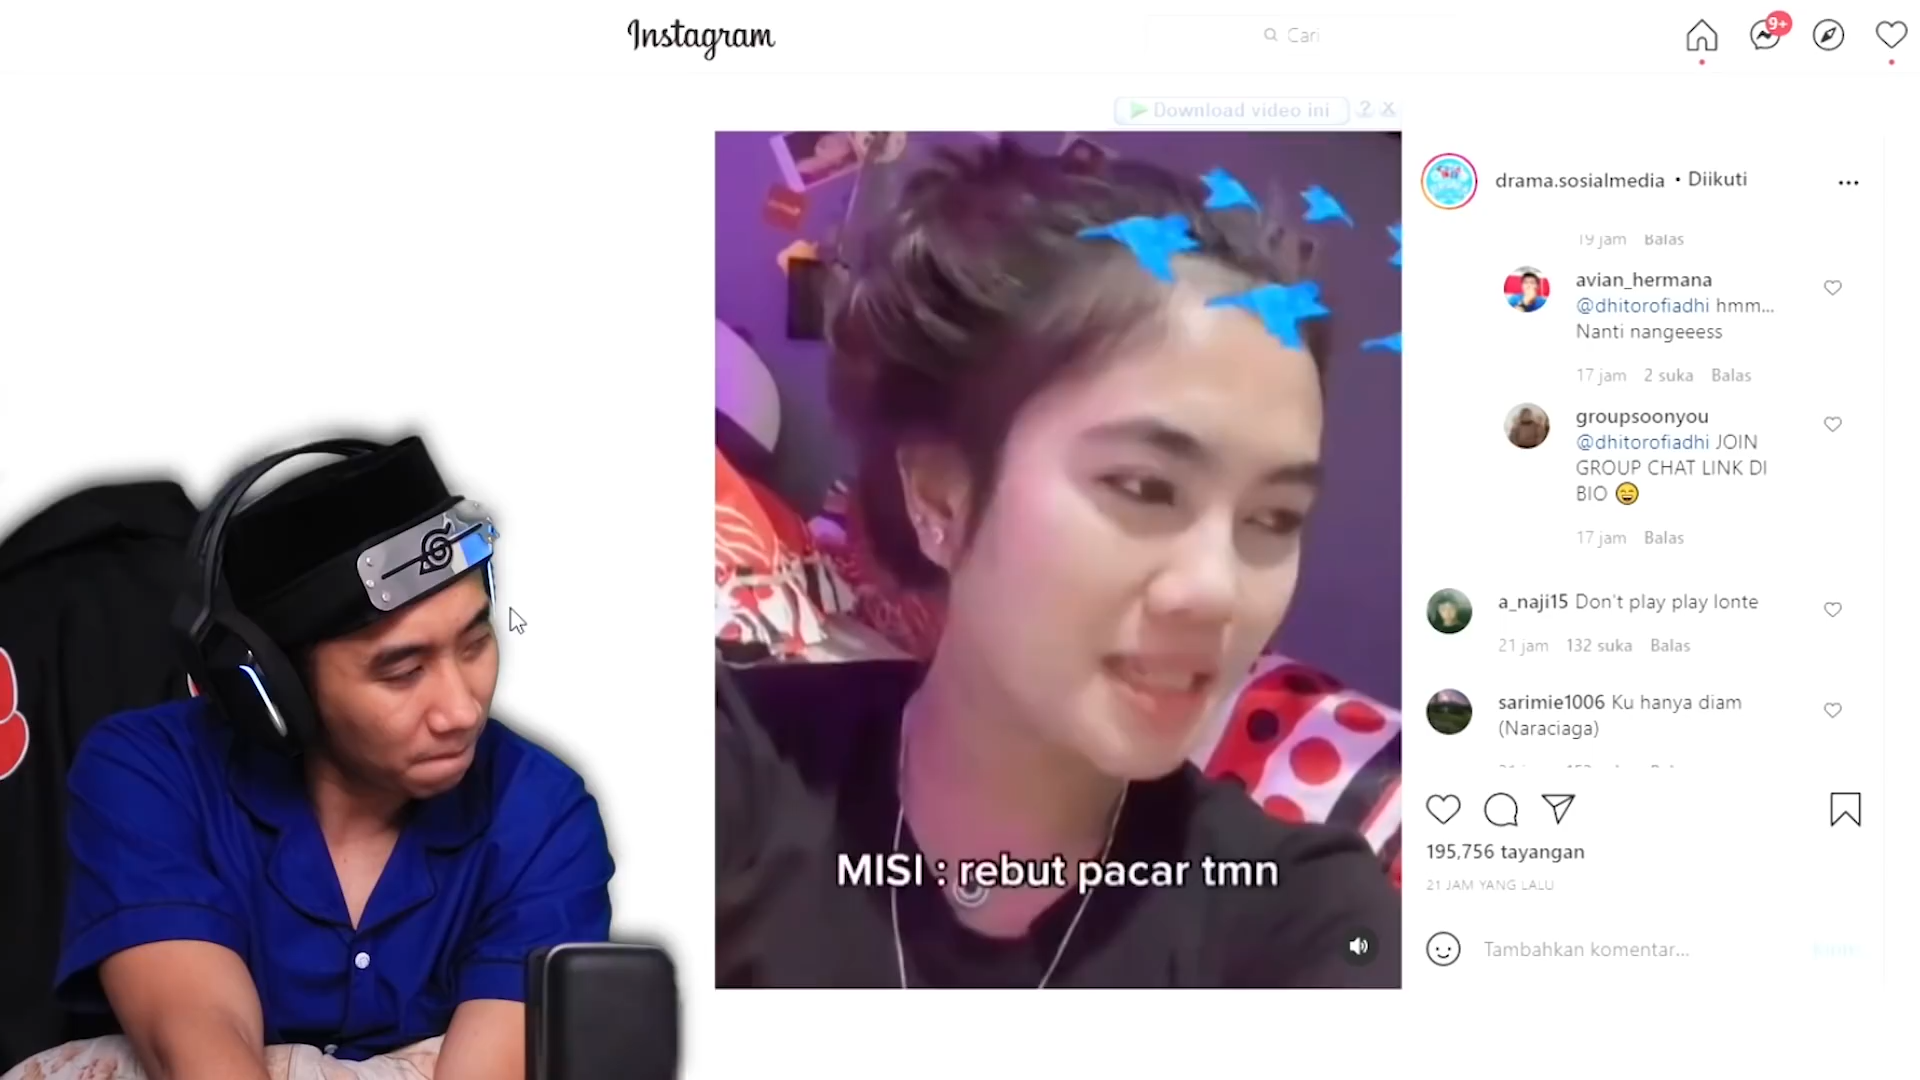 Instagram
Cari
9+
Download video ini ? X
drama.sosialmedia • Diikuti
19 jam Balas
avian_hermana
@dhitorofiadhi hmm...
Nanti nangeeess
17 jam 2 suka Balas
groupsoonyou
@dhitorofiadhi JOIN
GROUP CHAT LINK DI
BIO 😄
17 jam Balas
a_naji15 Don't play play lonte
21 jam 132 suka Balas
sarimie1006 Ku hanya diam
(Naraciaga)
MISI : rebut pacar tmn
195,756 tayangan
21 JAM YANG LALU
Tambahkan komentar...